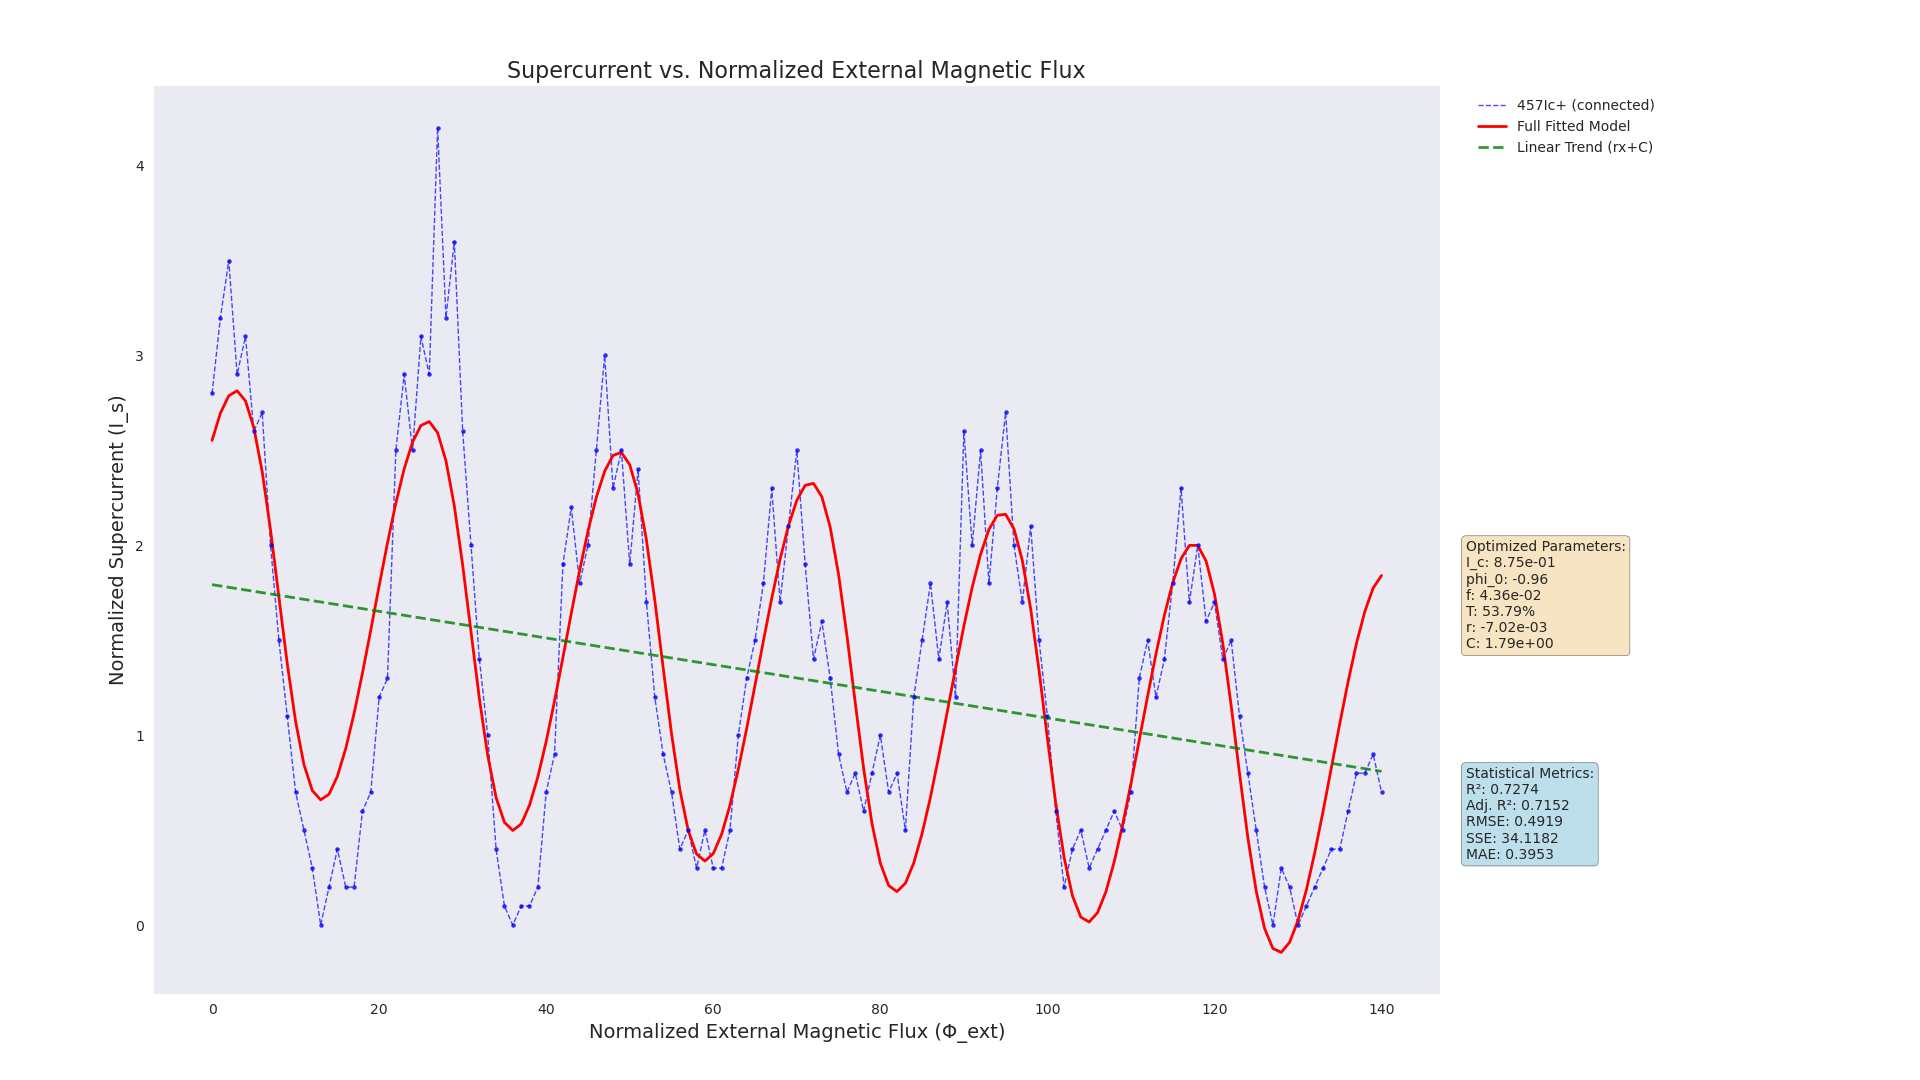 Supercurrent vs. Normalized External Magnetic Flux
457Ic+ (connected)
Full Fitted Model
Linear Trend (rx+C)
Normalized Supercurrent (I_s)
4
3
2
1
0
0 20 40 60 80 100 120 140
Normalized External Magnetic Flux (Φ_ext)
Optimized Parameters:
I_c: 8.75e-01
phi_0: -0.96
f: 4.36e-02
T: 53.79%
r: -7.02e-03
C: 1.79e+00
Statistical Metrics:
R²: 0.7274
Adj. R²: 0.7152
RMSE: 0.4919
SSE: 34.1182
MAE: 0.3953